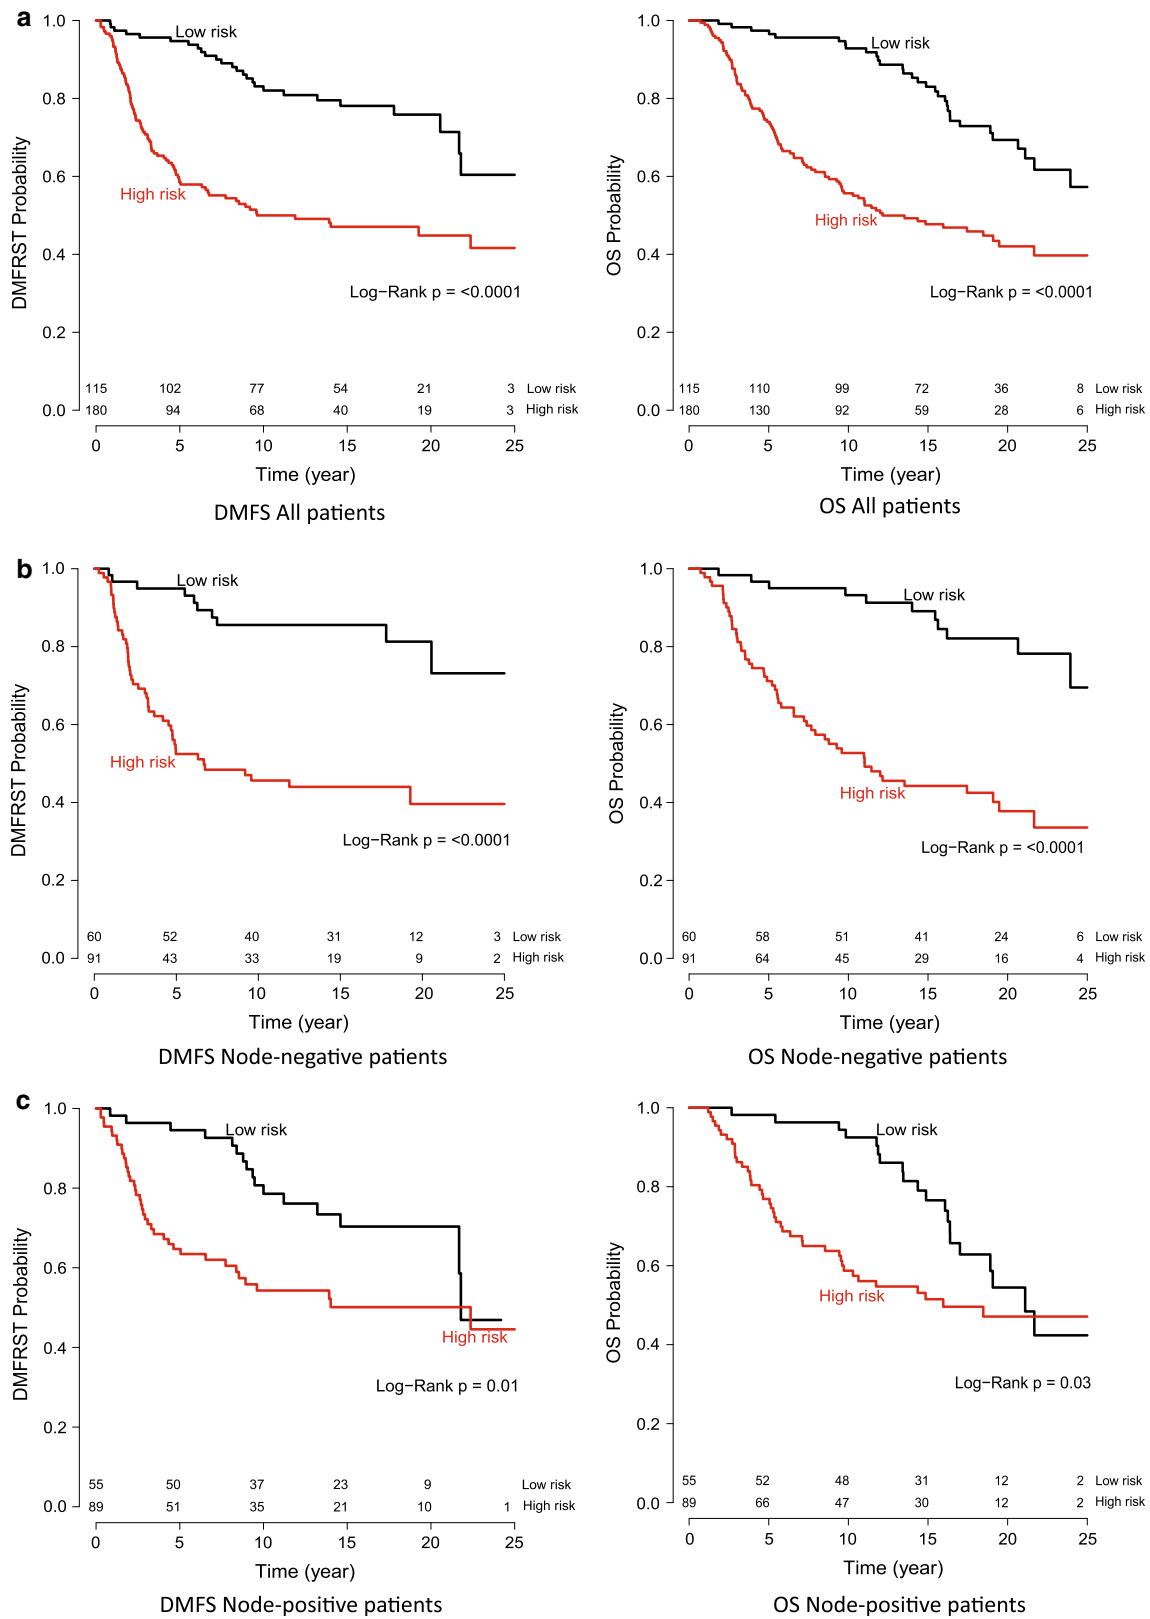 a
1.0
0.8
0.6
0.4
0.2
0.0
DMFRST Probability
Low risk
High risk
Log−Rank p = <0.0001
115 102 77 54 21 3 Low risk
180 94 68 40 19 3 High risk
0 5 10 15 20 25
Time (year)
DMFS All patients
1.0
0.8
0.6
0.4
0.2
0.0
OS Probability
Low risk
High risk
Log−Rank p = <0.0001
115 110 99 72 36 8 Low risk
180 130 92 59 28 6 High risk
0 5 10 15 20 25
Time (year)
OS All patients
b
1.0
0.8
0.6
0.4
0.2
0.0
DMFRST Probability
Low risk
High risk
Log−Rank p = <0.0001
60 52 40 31 12 3 Low risk
91 43 33 19 9 2 High risk
0 5 10 15 20 25
Time (year)
DMFS Node-negative patients
1.0
0.8
0.6
0.4
0.2
0.0
OS Probability
Low risk
High risk
Log−Rank p = <0.0001
60 58 51 41 24 6 Low risk
91 64 45 29 16 4 High risk
0 5 10 15 20 25
Time (year)
OS Node-negative patients
c
1.0
0.8
0.6
0.4
0.2
0.0
DMFRST Probability
Low risk
High risk
Log−Rank p = 0.01
55 50 37 23 9 Low risk
89 51 35 21 10 1 High risk
0 5 10 15 20 25
Time (year)
DMFS Node-positive patients
1.0
0.8
0.6
0.4
0.2
0.0
OS Probability
Low risk
High risk
Log−Rank p = 0.03
55 52 48 31 12 2 Low risk
89 66 47 30 12 2 High risk
0 5 10 15 20 25
Time (year)
OS Node-positive patients